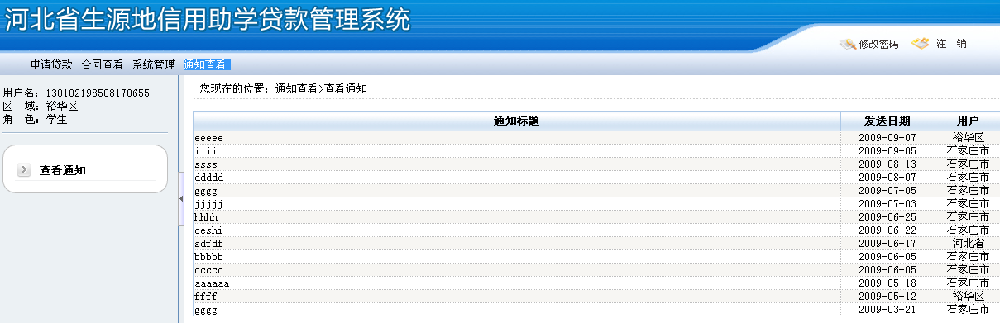 河北省生源地信用助学贷款管理系统
修改密码 注 销
申请贷款 合同查看 系统管理 通知查看
用户名: 130102198508170655
区 域: 裕华区
角 色: 学生
查看通知
您现在的位置: 通知查看>查看通知
通知标题 发送日期 用户
eeeee 2009-09-07 裕华区
iiii 2009-09-05 石家庄市
ssss 2009-08-13 石家庄市
ddddd 2009-08-07 石家庄市
gggg 2009-07-05 石家庄市
jjjjj 2009-07-03 石家庄市
hhhh 2009-06-25 石家庄市
ceshi 2009-06-22 石家庄市
sdfdf 2009-06-17 河北省
bbbbb 2009-06-05 石家庄市
ccccc 2009-06-05 石家庄市
aaaaaa 2009-05-18 石家庄市
ffff 2009-05-12 裕华区
gggg 2009-03-21 石家庄市